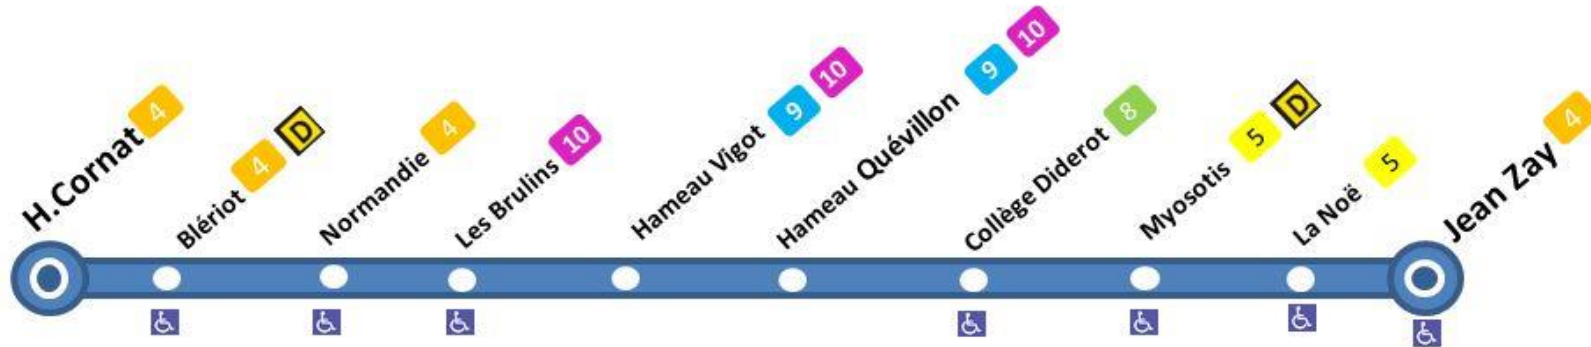 H.Cornat 4
Blériot 4 D
Normandie 4
Les Brulins 10
Hameau Vigot 9 10
Hameau Quévillon 9 10
Collège Diderot 8
Myosotis 5 D
La Noë 5
Jean Zay 4